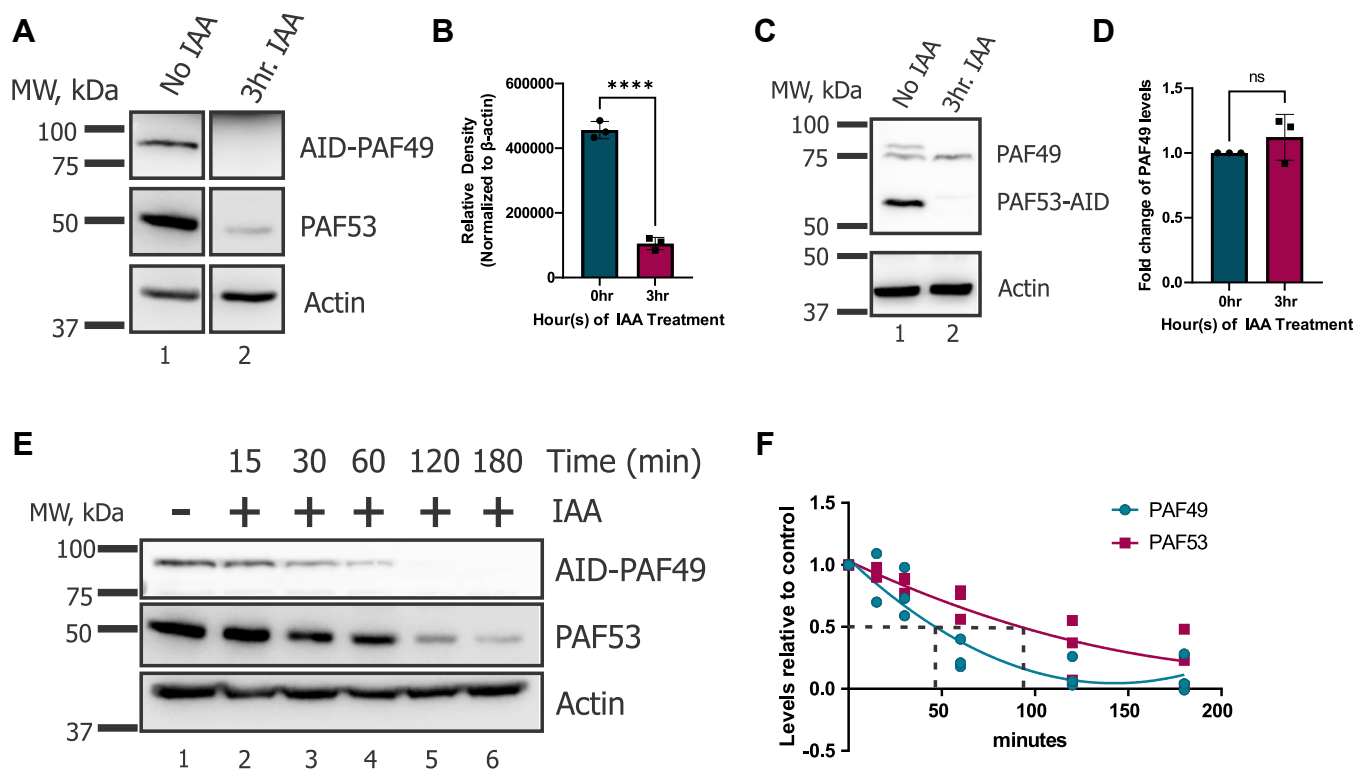 A
No IAA
3hr. IAA
MW, kDa
100
75
AID-PAF49
50
PAF53
37
Actin
1 2
B
600000
400000
200000
0
Relative Density
(Normalized to β-actin)
****
0hr 3hr
Hour(s) of IAA Treatment
C
No IAA
3hr. IAA
MW, kDa
100
75
PAF49
PAF53-AID
50
50
Actin
37
1 2
D
1.5
1.0
0.5
0.0
Fold change of PAF49 levels
ns
0hr 3hr
Hour(s) of IAA Treatment
E
15 30 60 120 180 Time (min)
MW, kDa - + + + + + IAA
100
AID-PAF49
75
50
PAF53
Actin
37
1 2 3 4 5 6
F
1.5
1.0
0.5
0.0
-0.5
Levels relative to control
PAF49
PAF53
50 100 150 200
minutes